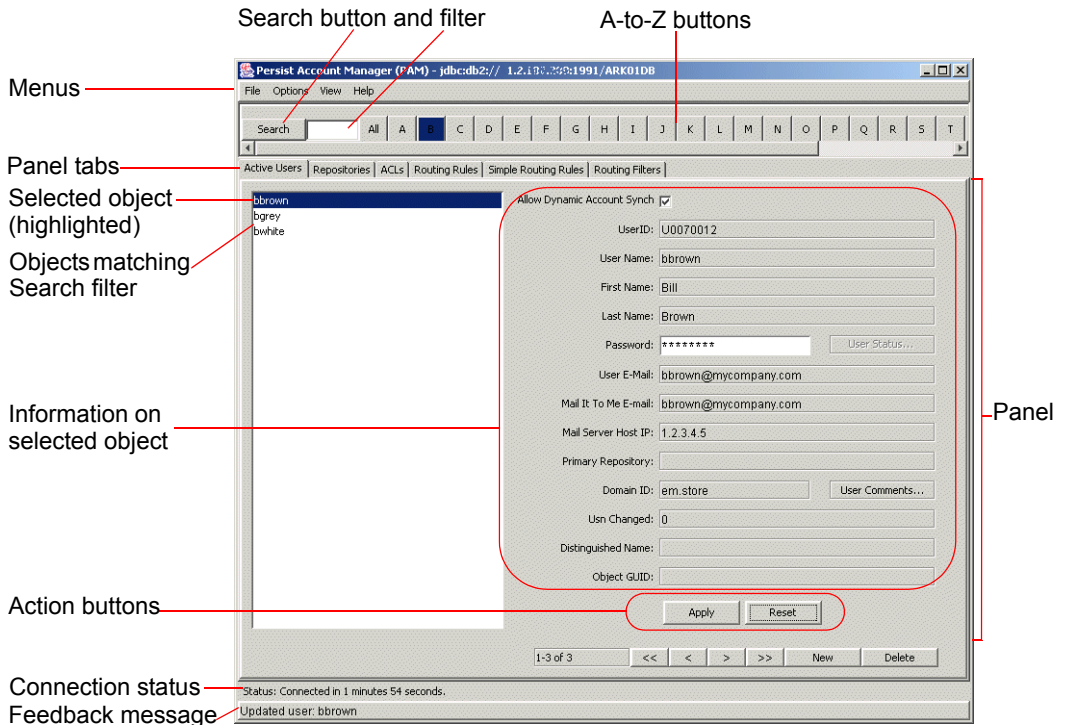 Search button and filter
A-to-Z buttons
Persist Account Manager (PAM) - jdbc:db2://
Menus
File Options View Help
Search All A B C D E F G H I J K L M N O P Q R S T
Panel tabs
Active Users Repositories ACLs Routing Rules Simple Routing Rules Routing Filters
Selected object
(highlighted)
Objects matching
Search filter
bbrown
bgrey
bwhite
Allow Dynamic Account Synch
UserID: U0070012
User Name: bbrown
First Name: Bill
Last Name: Brown
Password: ******** User Status...
User E-Mail: bbrown@mycompany.com
Mail It To Me E-mail: bbrown@mycompany.com
Mail Server Host IP: 1.2.3.4.5
Primary Repository:
Domain ID: em.store User Comments...
Usn Changed: 0
Distinguished Name:
Object GUID:
Information on
selected object
Panel
Action buttons
Apply Reset
1-3 of 3 << < > >> New Delete
Connection status
Status: Connected in 1 minutes 54 seconds.
Feedback message
Updated user: bbrown